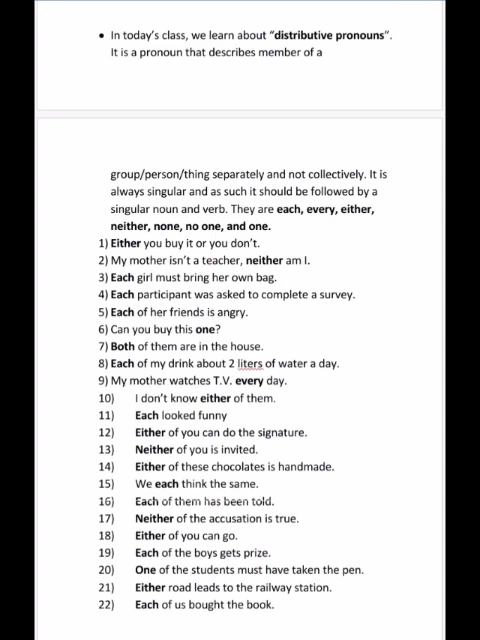 • In today's class, we learn about "distributive pronouns".
It is a pronoun that describes member of a
group/person/thing separately and not collectively. It is
always singular and as such it should be followed by a
singular noun and verb. They are each, every, either,
neither, none, no one, and one.
1) Either you buy it or you don't.
2) My mother isn't a teacher, neither am I.
3) Each girl must bring her own bag.
4) Each participant was asked to complete a survey.
5) Each of her friends is angry.
6) Can you buy this one?
7) Both of them are in the house.
8) Each of my drink about 2 liters of water a day.
9) My mother watches T.V. every day.
10) I don't know either of them.
11) Each looked funny
12) Either of you can do the signature.
13) Neither of you is invited.
14) Either of these chocolates is handmade.
15) We each think the same.
16) Each of them has been told.
17) Neither of the accusation is true.
18) Either of you can go.
19) Each of the boys gets prize.
20) One of the students must have taken the pen.
21) Either road leads to the railway station.
22) Each of us bought the book.